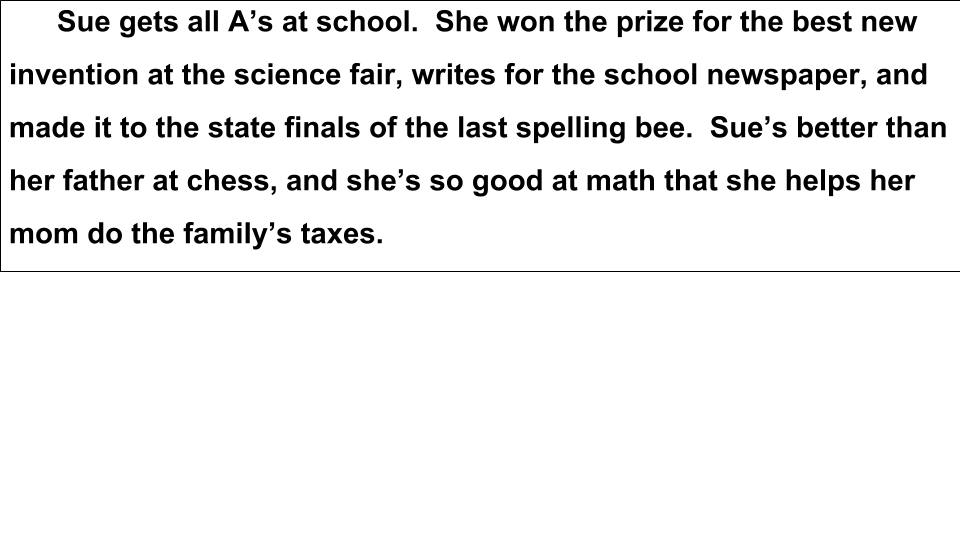 Sue gets all A’s at school.  She won the prize for the best new
invention at the science fair, writes for the school newspaper, and
made it to the state finals of the last spelling bee.  Sue’s better than
her father at chess, and she’s so good at math that she helps her
mom do the family’s taxes.